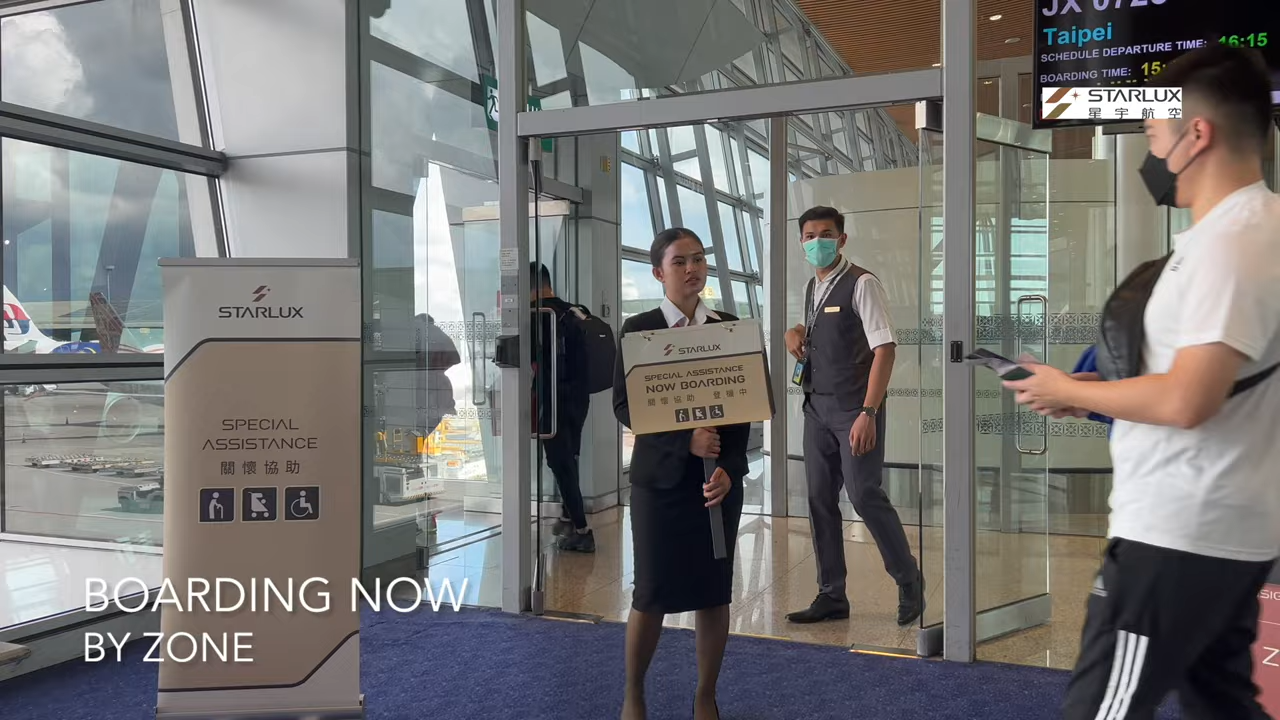 Taipei
SCHEDULE DEPARTURE TIME: 16:15
BOARDING TIME:
STARLUX
星宇航空
STARLUX
SPECIAL
ASSISTANCE
關懷協助
STARLUX
SPECIAL ASSISTANCE
NOW BOARDING
關懷協助 登機中
BOARDING NOW
BY ZONE